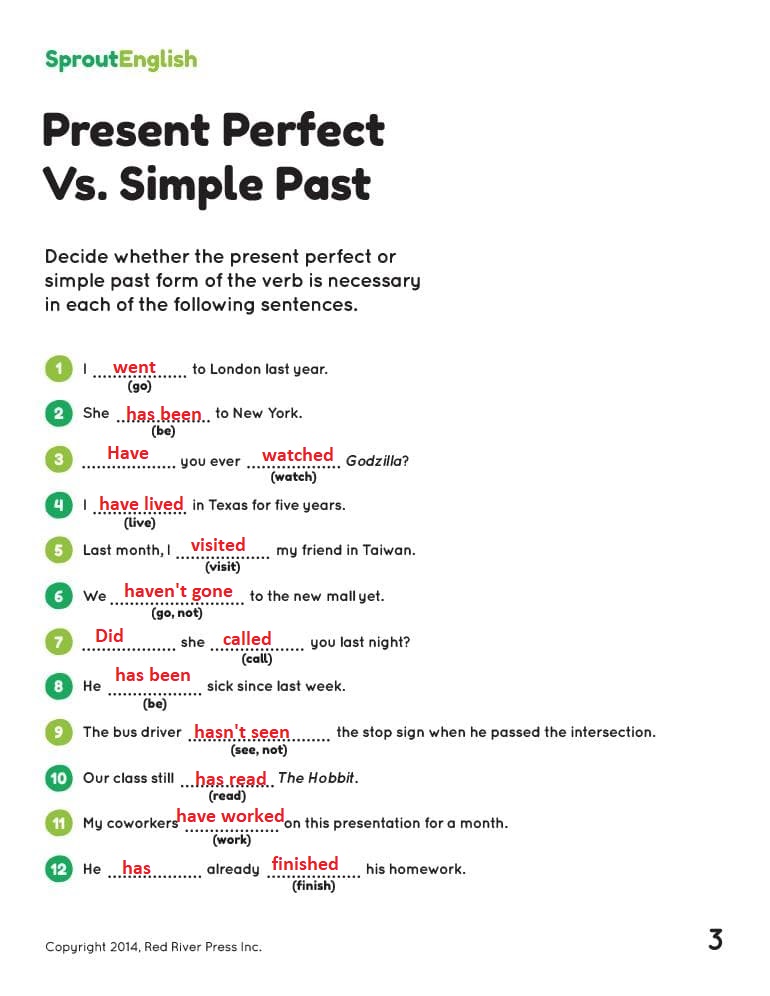 SproutEnglish
Present Perfect
Vs. Simple Past
Decide whether the present perfect or
simple past form of the verb is necessary
in each of the following sentences.
1 I went to London last year.
(go)
2 She has been to New York.
(be)
3 Have you ever watched Godzilla?
(watch)
4 I have lived in Texas for five years.
(live)
5 Last month, I visited my friend in Taiwan.
(visit)
6 We haven't gone to the new mall yet.
(go, not)
7 Did she called you last night?
(call)
8 He has been sick since last week.
(be)
9 The bus driver hasn't seen the stop sign when he passed the intersection.
(see, not)
10 Our class still has read The Hobbit.
(read)
11 My coworkers have worked on this presentation for a month.
(work)
12 He has already finished his homework.
(finish)
Copyright 2014, Red River Press Inc.
3